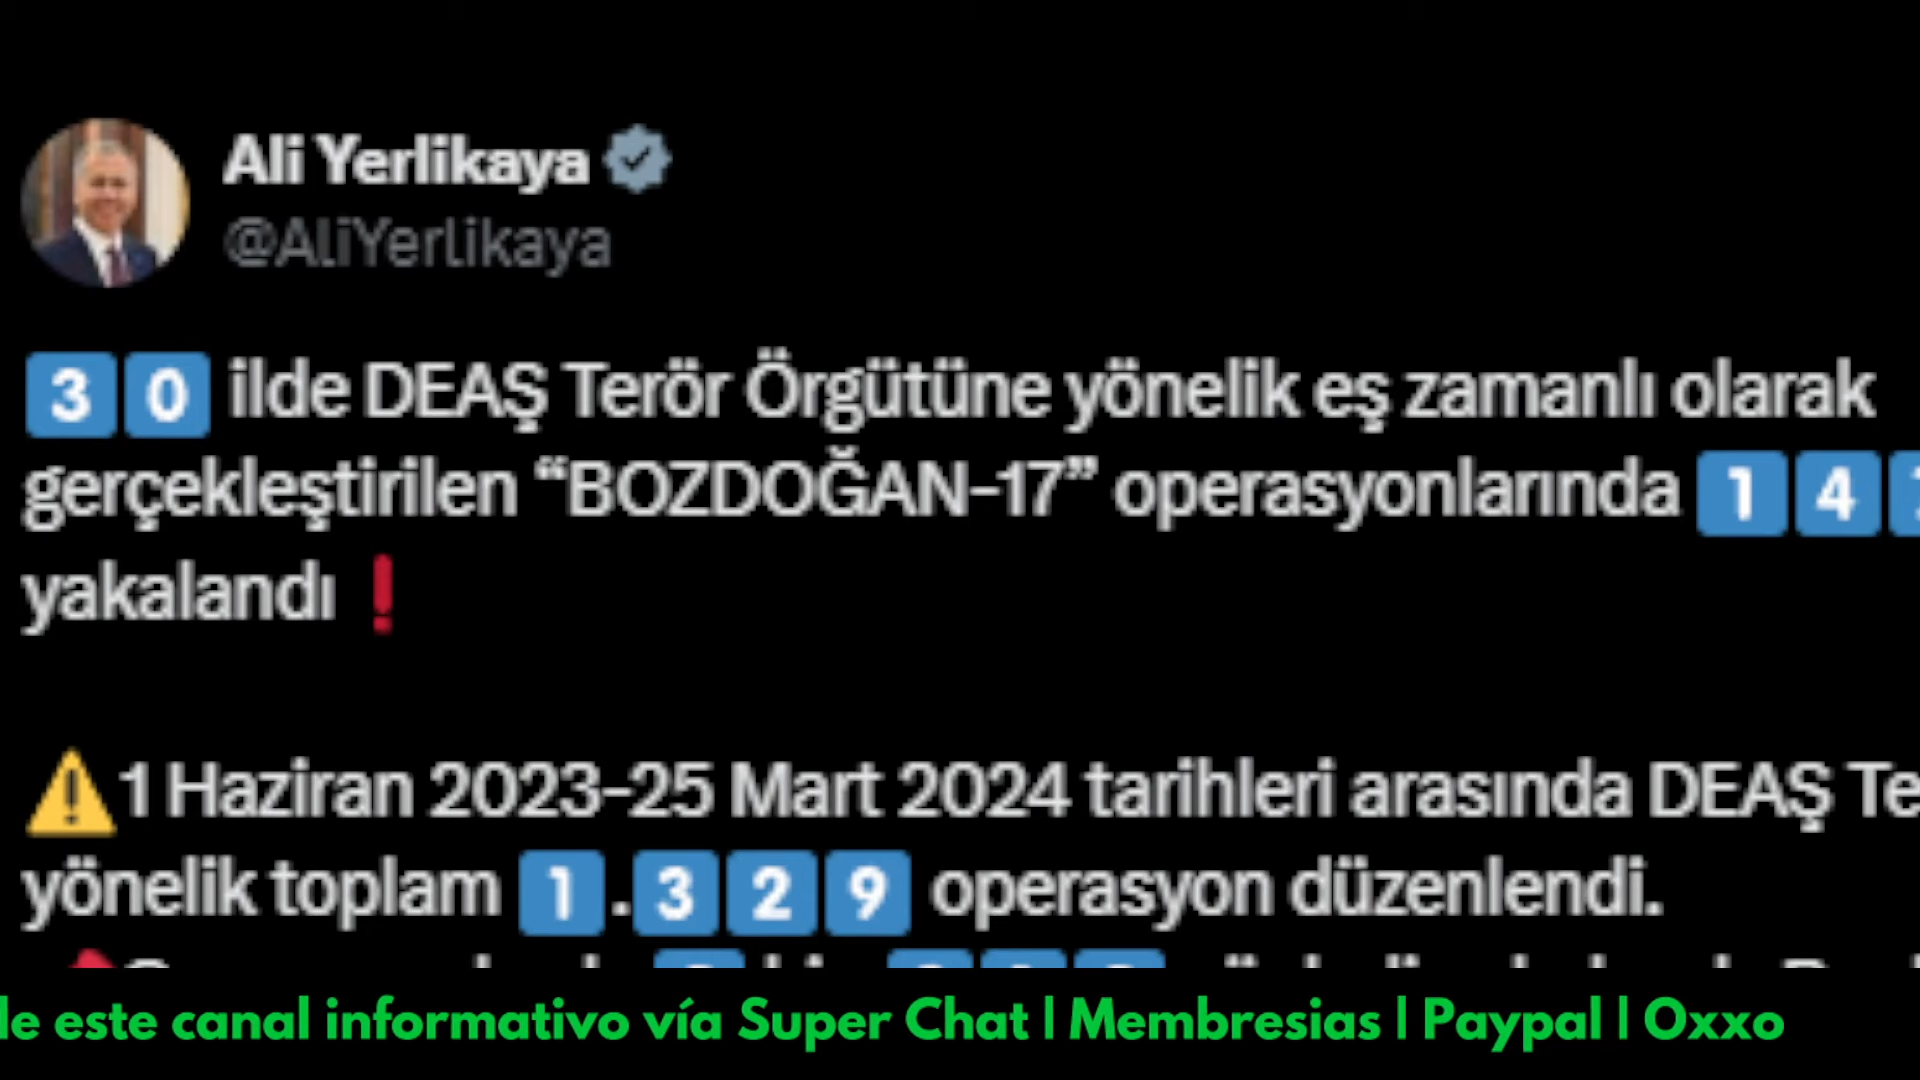 Ali Yerlikaya
@AliYerlikaya
30 ilde DEAŞ Terör Örgütüne yönelik eş zamanlı olarak
gerçekleştirilen “BOZDOĞAN-17” operasyonlarında 14
yakalandı❗
⚠️1 Haziran 2023-25 Mart 2024 tarihleri arasında DEAŞ Te
yönelik toplam 1.329 operasyon düzenlendi.
este canal informativo vía Super Chat | Membresias | Paypal | Oxxo